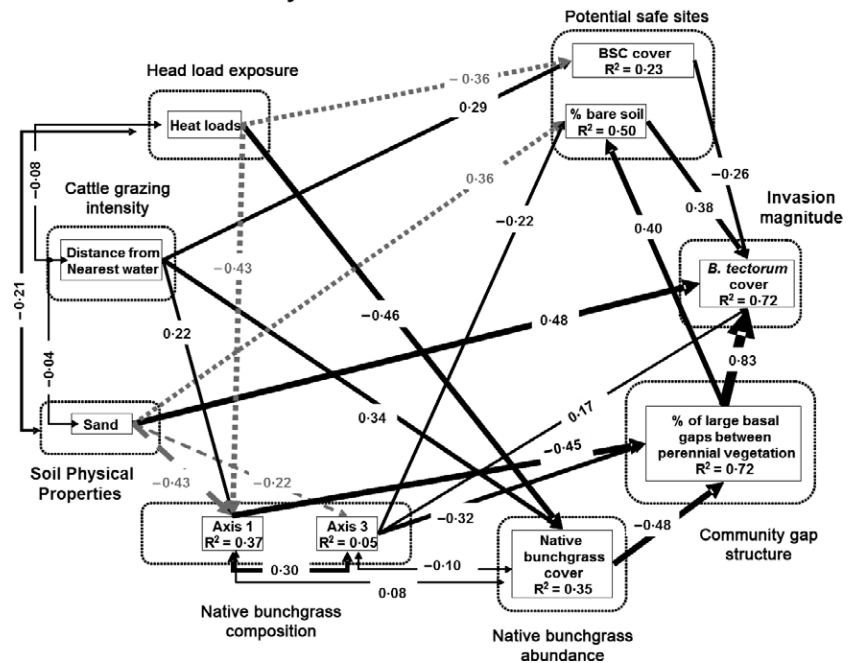 Potential safe sites
BSC cover
R² = 0·23
% bare soil
R² = 0·50
Head load exposure
Heat loads
−0·36
0.29
0.36
−0·08
Cattle grazing
intensity
Distance from
Nearest water
−0·43
−0·22
0.40
0.38
−0·26
Invasion
magnitude
B. tectorum
cover
R² = 0·72
−0·21
−0·04
0.22
−0·46
0.48
0.83
Sand
Soil Physical
Properties
0.34
0.17
−0·45
% of large basal
gaps between
perennial vegetation
R² = 0·72
−0·43
−0·22
−0·32
−0·48
Community gap
structure
Axis 1
R² = 0·37
Axis 3
R² = 0·05
0.30
−0·10
0.08
Native
bunchgrass
cover
R² = 0·35
Native bunchgrass
composition
Native bunchgrass
abundance